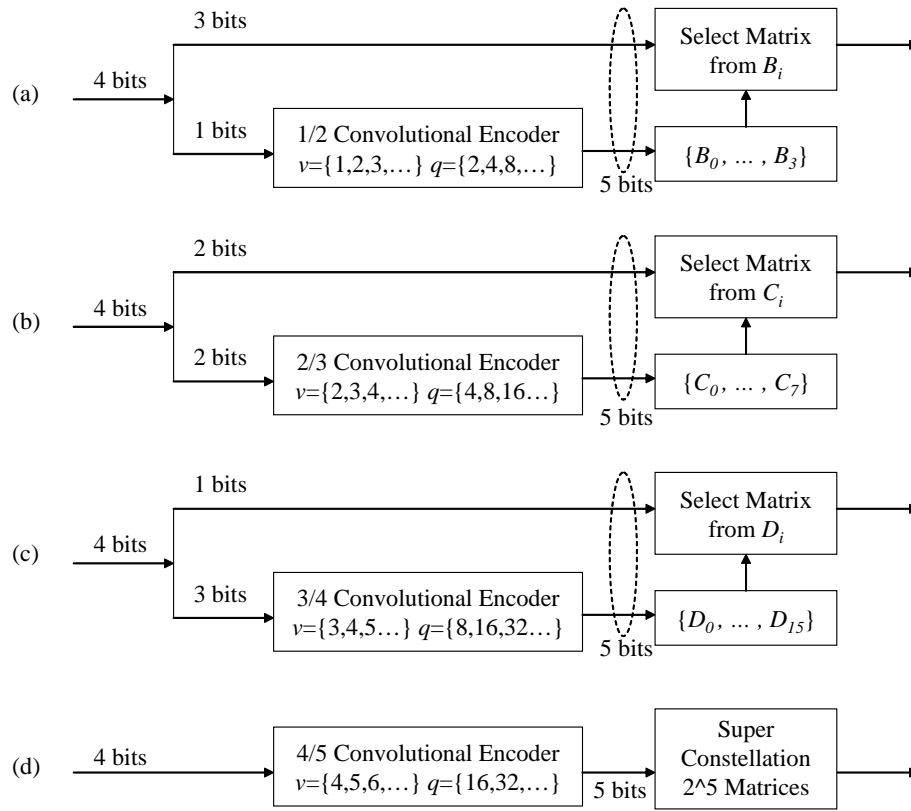 3 bits
Select Matrix
from B_i
4 bits
(a)
1 bits
1/2 Convolutional Encoder
v={1,2,3,…} q={2,4,8,…}
{B_0, … , B_3}
5 bits
2 bits
Select Matrix
from C_i
4 bits
(b)
2 bits
2/3 Convolutional Encoder
v={2,3,4,…} q={4,8,16…}
{C_0, … , C_7}
5 bits
1 bits
Select Matrix
from D_i
4 bits
(c)
3 bits
3/4 Convolutional Encoder
v={3,4,5…} q={8,16,32…}
{D_0, … , D_15}
5 bits
(d)
4 bits
4/5 Convolutional Encoder
v={4,5,6,…} q={16,32,…}
5 bits
Super
Constellation
2^5 Matrices